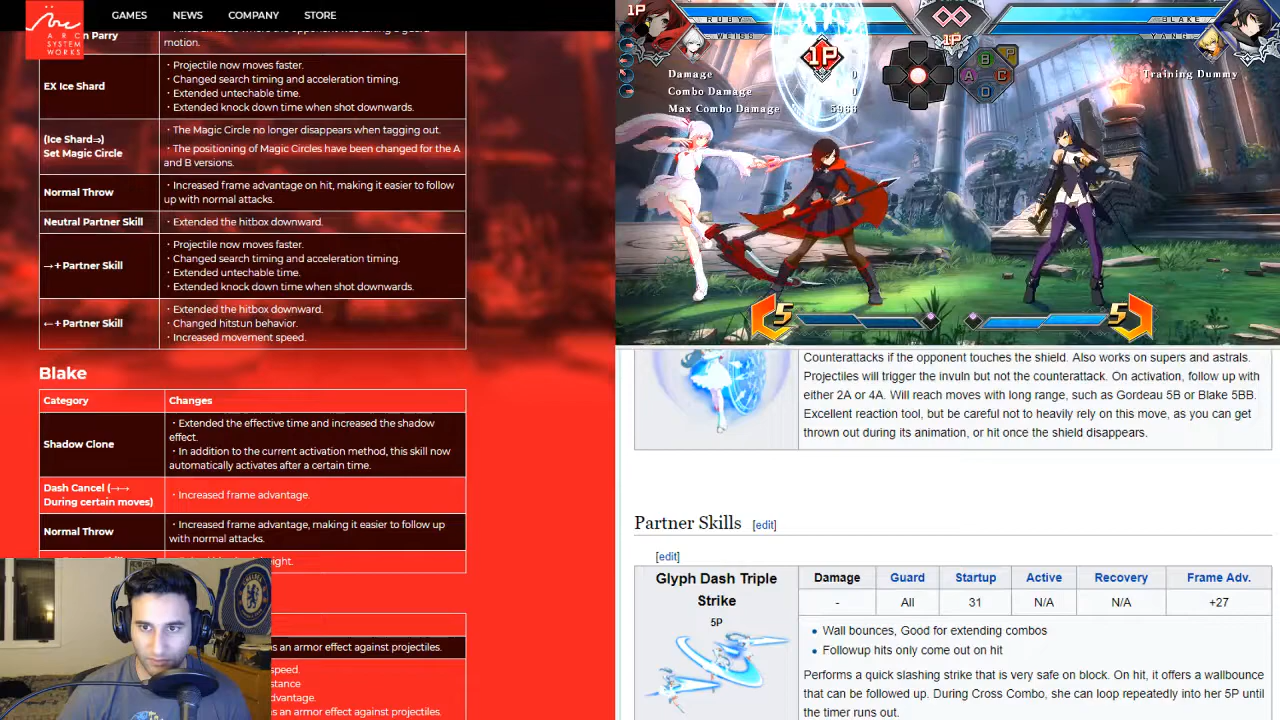 ARC
SYSTEM
WORKS
GAMES
NEWS
COMPANY
STORE
n Parry
motion.
EX Ice Shard
・Projectile now moves faster.
・Changed search timing and acceleration timing.
・Extended untechable time.
・Extended knock down time when shot downwards.
(Ice Shard⇒)
Set Magic Circle
・The Magic Circle no longer disappears when tagging out.
・The positioning of Magic Circles have been changed for the A
and B versions.
Normal Throw
・Increased frame advantage on hit, making it easier to follow
up with normal attacks.
Neutral Partner Skill
・Extended the hitbox downward.
→+Partner Skill
・Projectile now moves faster.
・Changed search timing and acceleration timing.
・Extended untechable time.
・Extended knock down time when shot downwards.
←+Partner Skill
・Extended the hitbox downward.
・Changed hitstun behavior.
・Increased movement speed.
Blake
Category
Changes
Shadow Clone
・Extended the effective time and increased the shadow
effect.
・In addition to the current activation method, this skill now
automatically activates after a certain time.
Dash Cancel (→→
During certain moves)
・Increased frame advantage.
Normal Throw
・Increased frame advantage, making it easier to follow up
with normal attacks.
ight.
s an armor effect against projectiles.
speed.
stance
dvantage.
s an armor effect against projectiles.
1P
RUBY
WEISS
BLAKE
YANG
1P
1P
P
B
A
C
D
Damage 0
Combo Damage 0
Max Combo Damage 5966
Training Dummy
5
5
Counterattacks if the opponent touches the shield. Also works on supers and astrals.
Projectiles will trigger the invuln but not the counterattack. On activation, follow up with
either 2A or 4A. Will reach moves with long range, such as Gordeau 5B or Blake 5BB.
Excellent reaction tool, but be careful not to heavily rely on this move, as you can get
thrown out during its animation, or hit once the shield disappears.
Partner Skills [edit]
[edit]
Glyph Dash Triple
Strike
5P
Damage Guard Startup Active Recovery Frame Adv.
- All 31 N/A N/A +27
• Wall bounces, Good for extending combos
• Followup hits only come out on hit
Performs a quick slashing strike that is very safe on block. On hit, it offers a wallbounce
that can be followed up. During Cross Combo, she can loop repeatedly into her 5P until
the timer runs out.
CHELSEA